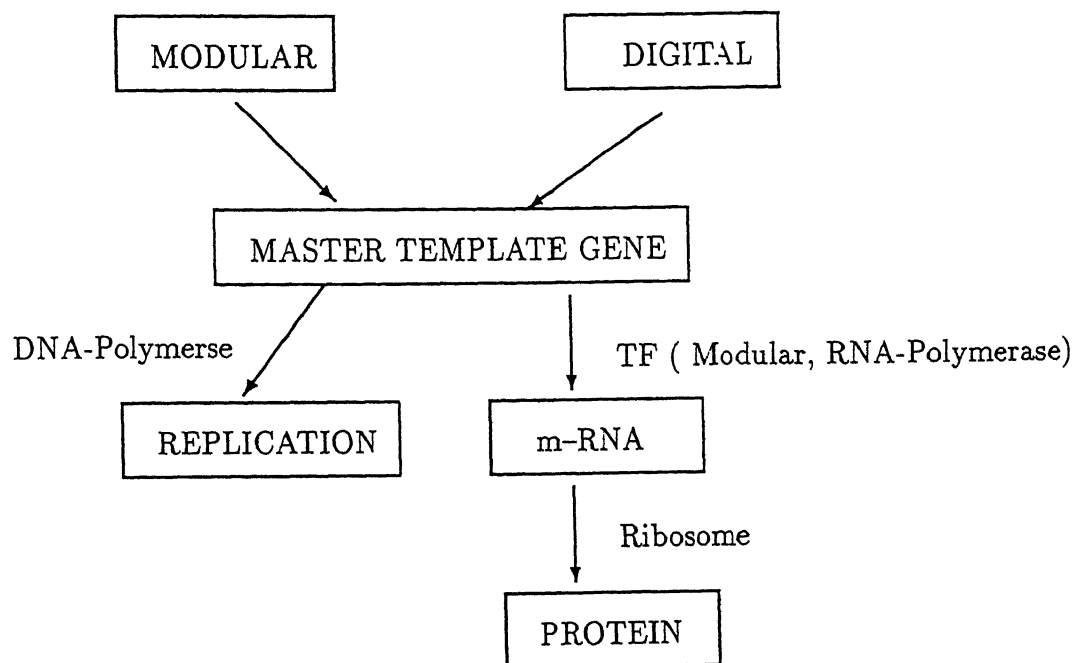 MODULAR
DIGITAL
MASTER TEMPLATE GENE
DNA-Polymerse
TF ( Modular, RNA-Polymerase)
REPLICATION
m–RNA
Ribosome
PROTEIN